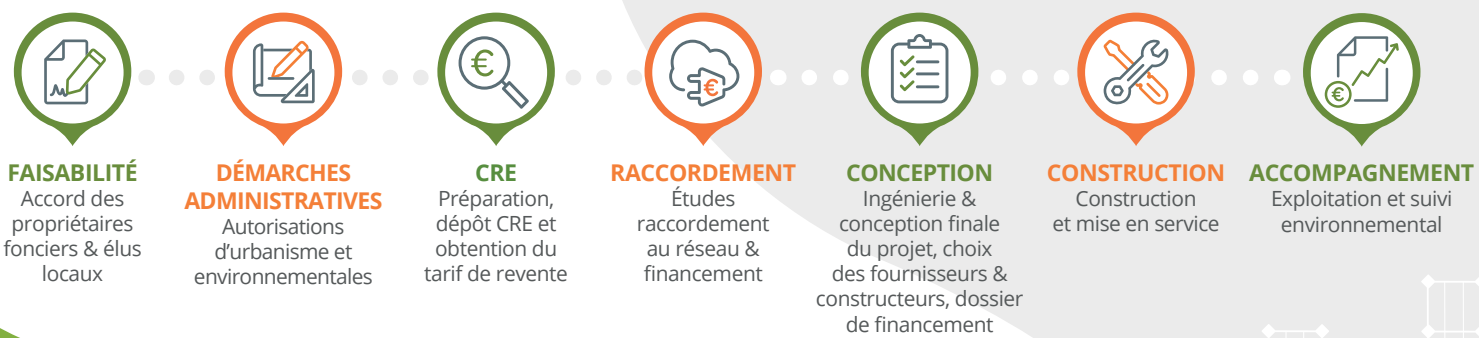 FAISABILITÉ
Accord des
propriétaires
fonciers & élus
locaux
DÉMARCHES
ADMINISTRATIVES
Autorisations
d'urbanisme et
environnementales
€
CRE
Préparation,
dépôt CRE et
obtention du
tarif de revente
€
RACCORDEMENT
Études
raccordement
au réseau &
financement
CONCEPTION
Ingénierie &
conception finale
du projet, choix
des fournisseurs &
constructeurs, dossier
de financement
CONSTRUCTION
Construction
et mise en service
€
ACCOMPAGNEMENT
Exploitation et suivi
environnemental